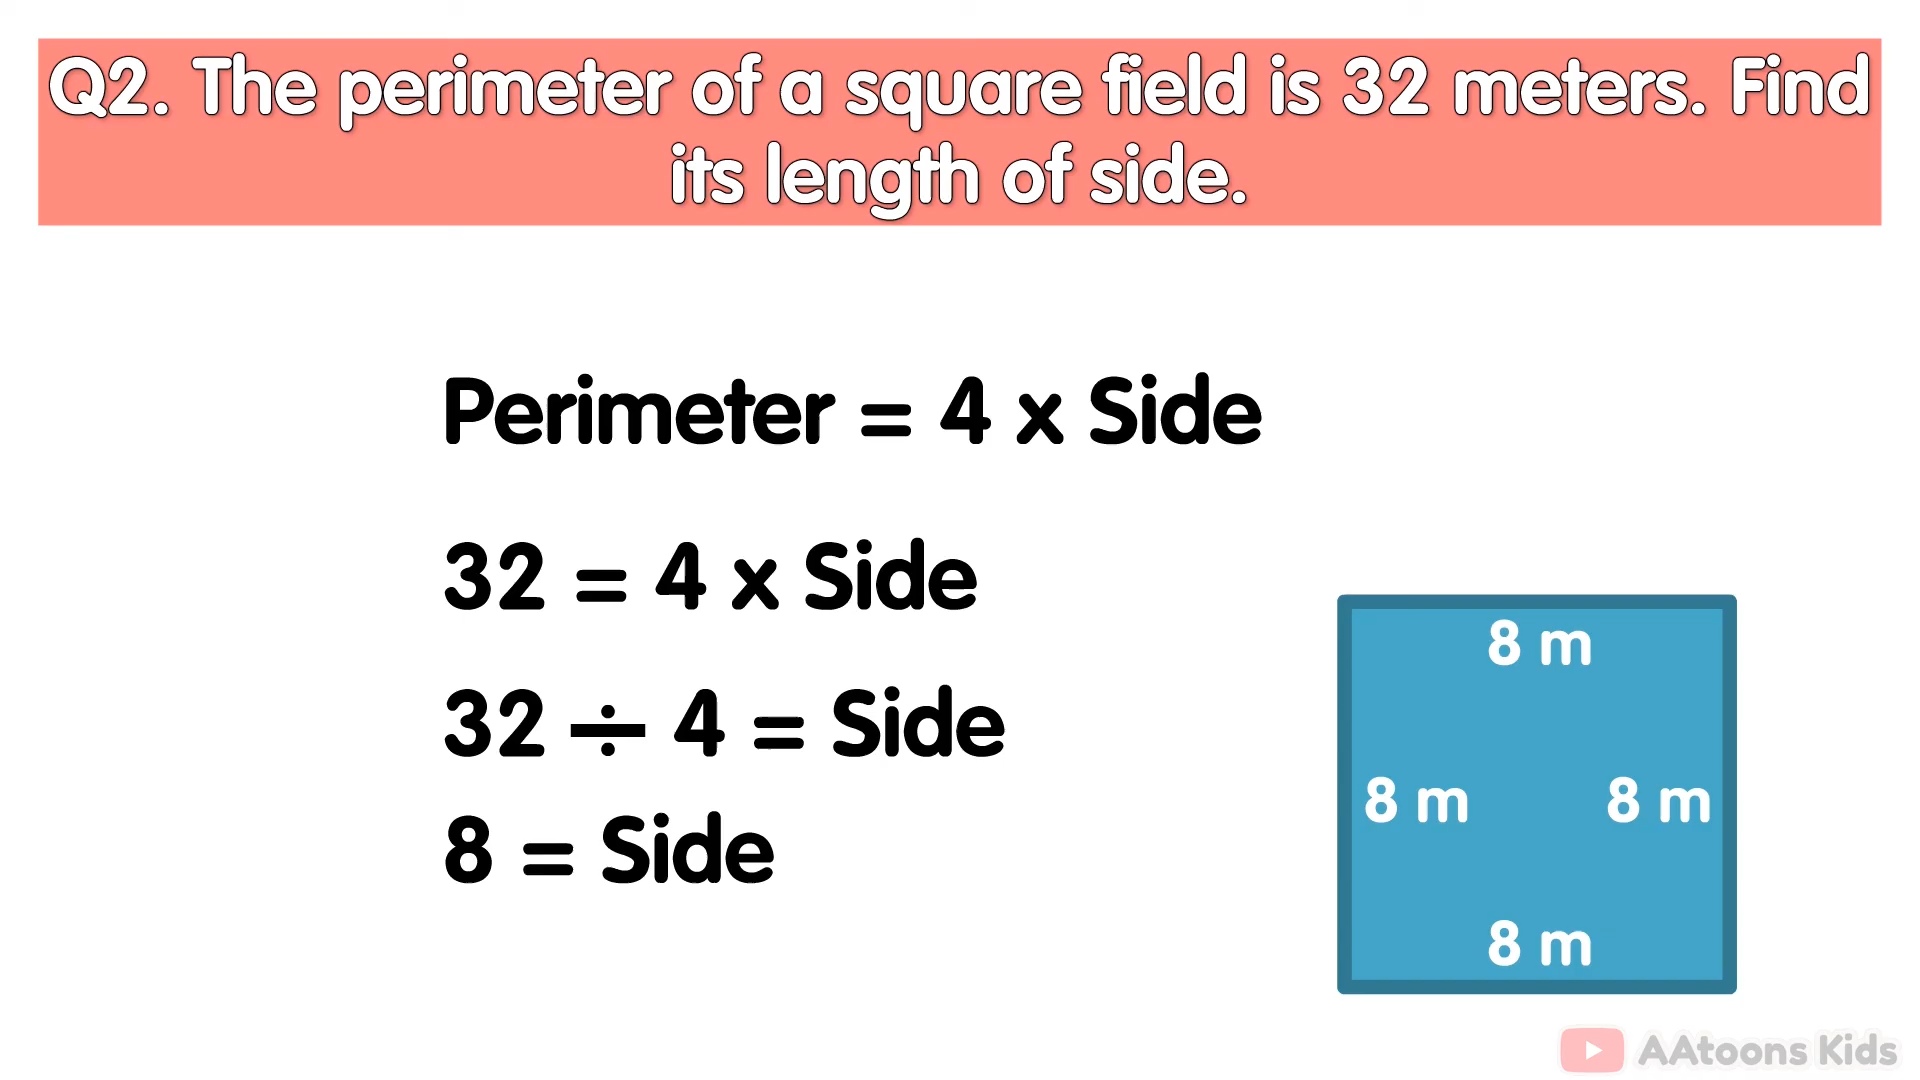 Q2. The perimeter of a square field is 32 meters. Find
its length of side.
Perimeter = 4 x Side
32 = 4 x Side
32 ÷ 4 = Side
8 = Side
8 m
8 m 8 m
8 m
AAtoons Kids